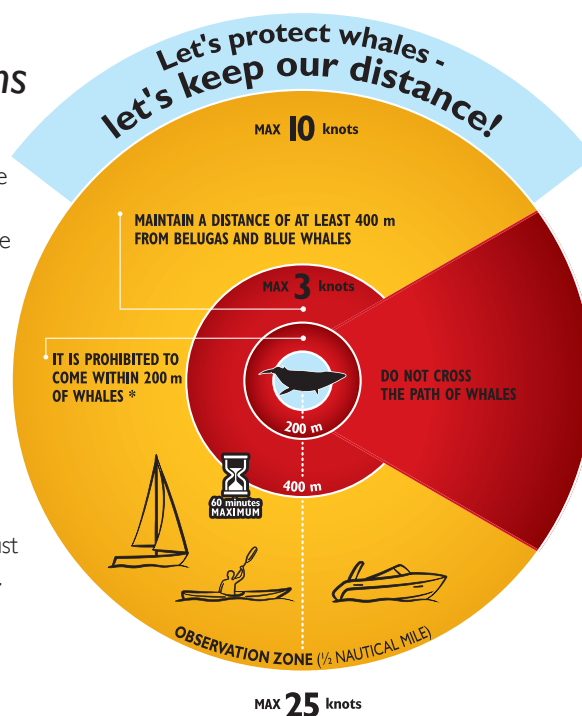 Let's protect whales -
let's keep our distance!
MAX 10 knots
MAINTAIN A DISTANCE OF AT LEAST 400 m
FROM BELUGAS AND BLUE WHALES
MAX 3 knots
IT IS PROHIBITED TO
COME WITHIN 200 m
OF WHALES *
DO NOT CROSS
THE PATH OF WHALES
200 m
400 m
60 minutes
MAXIMUM
OBSERVATION ZONE (½ NAUTICAL MILE)
MAX 25 knots